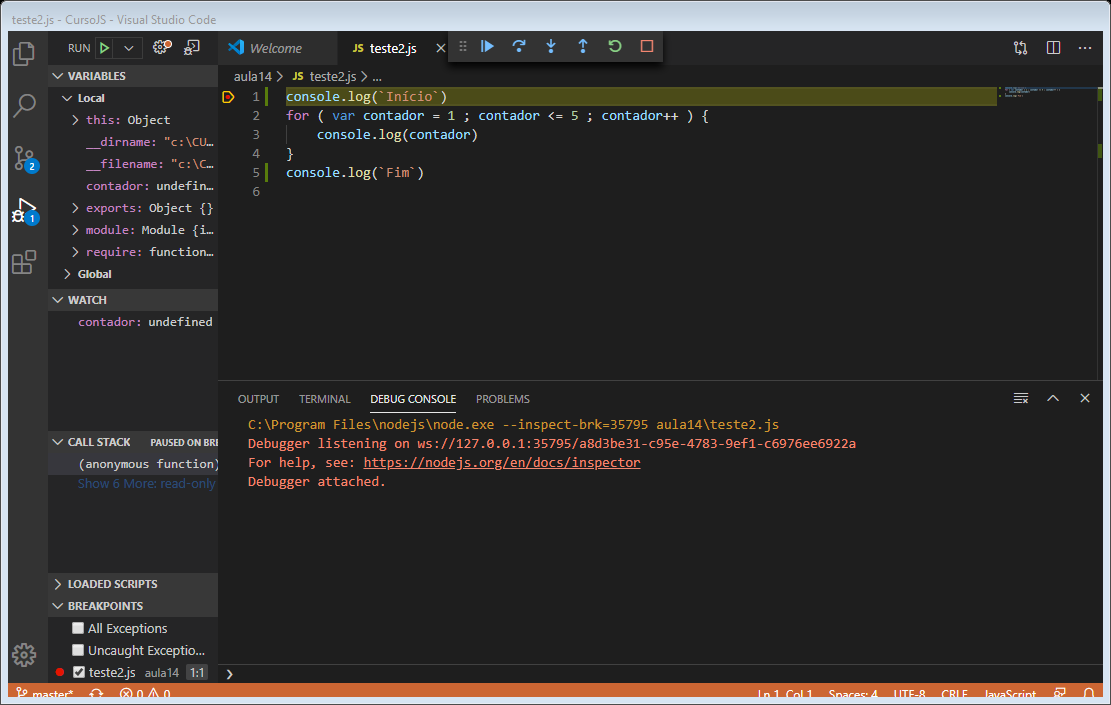 teste2.js - CursoJS - Visual Studio Code
RUN
Welcome
JS teste2.js
VARIABLES
Local
this: Object
__dirname: "c:\CU…
__filename: "c:\C…
contador: undefin…
exports: Object {}
module: Module {i…
require: function…
Global
WATCH
contador: undefined
CALL STACK PAUSED ON BRE
(anonymous function)
Show 6 More: read-only
LOADED SCRIPTS
BREAKPOINTS
All Exceptions
Uncaught Exceptio…
teste2.js aula14 1:1
2
1
aula14 > JS teste2.js > ...
1 console.log(`Início`)
2 for ( var contador = 1 ; contador <= 5 ; contador++ ) {
3 console.log(contador)
4 }
5 console.log(`Fim`)
6
OUTPUT TERMINAL DEBUG CONSOLE PROBLEMS
C:\Program Files\nodejs\node.exe --inspect-brk=35795 aula14\teste2.js
Debugger listening on ws://127.0.0.1:35795/a8d3be31-c95e-4783-9ef1-c6976ee6922a
For help, see: https://nodejs.org/en/docs/inspector
Debugger attached.
master* 0 0 Ln 1, Col 1 Spaces: 4 UTF-8 CRLF JavaScript